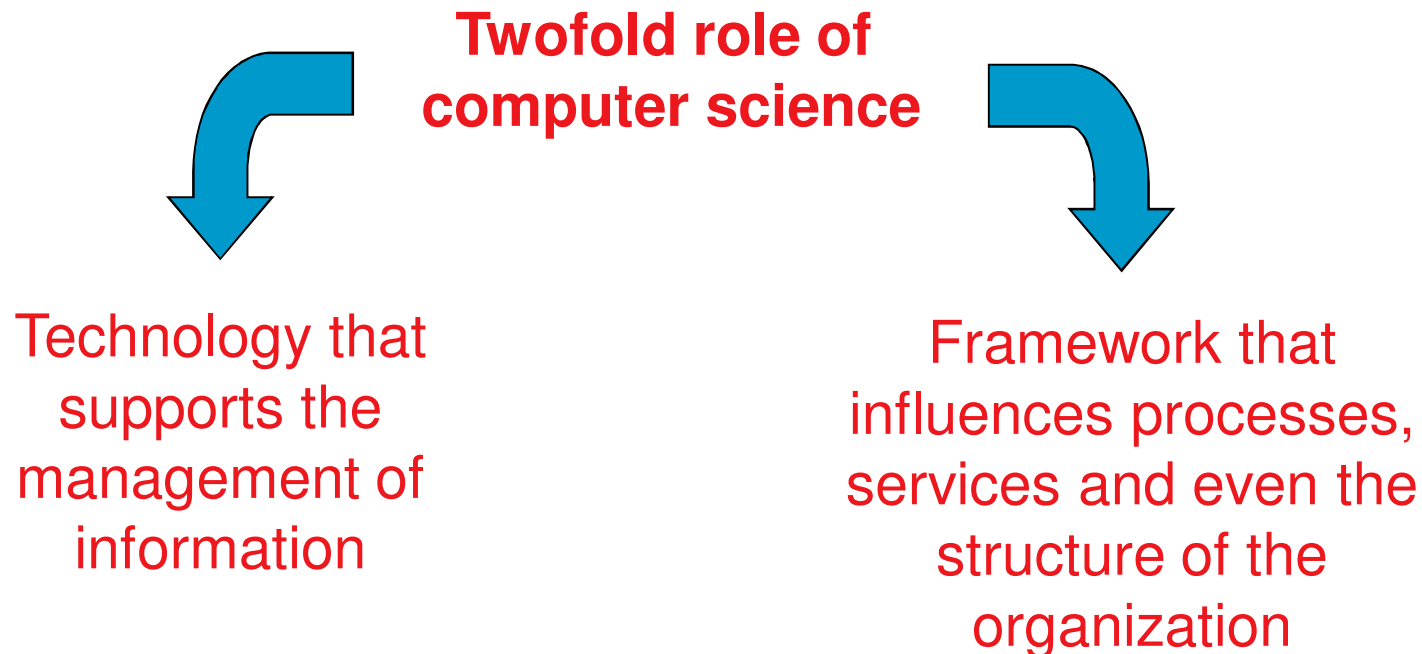 Twofold role of
computer science
Technology that
supports the
management of
information
Framework that
influences processes,
services and even the
structure of the
organization